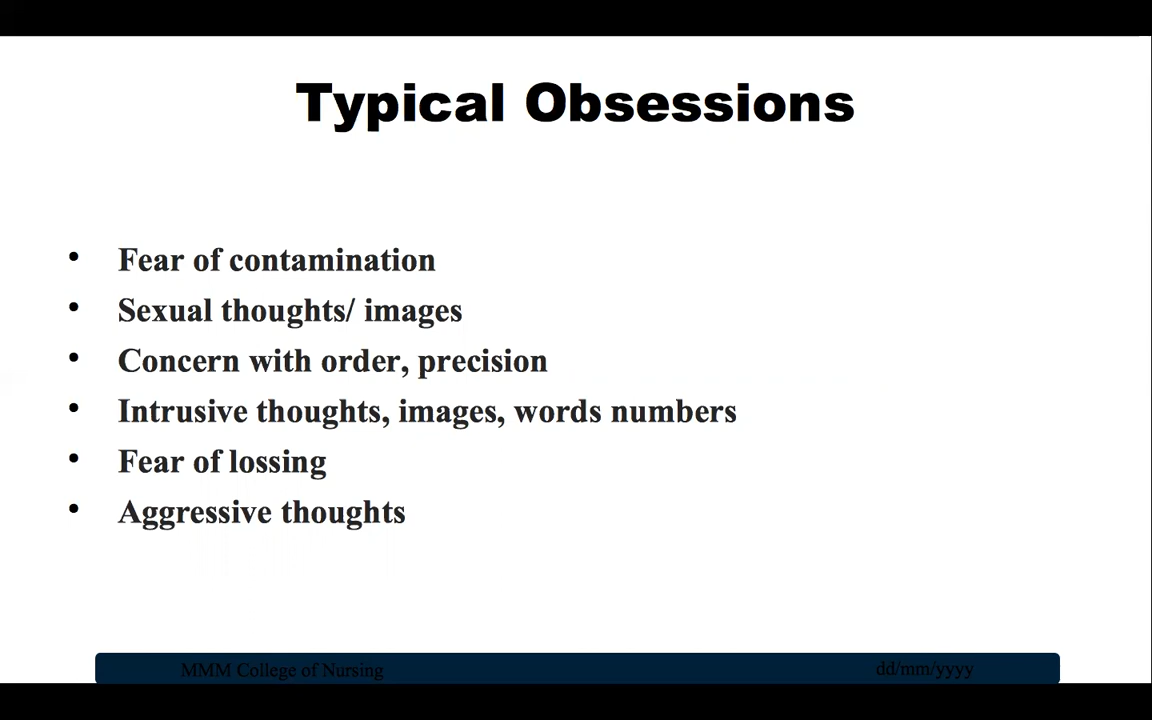 Typical Obsessions
• Fear of contamination
• Sexual thoughts/ images
• Concern with order, precision
• Intrusive thoughts, images, words numbers
• Fear of lossing
• Aggressive thoughts
MMM College of Nursing dd/mm/yyyy